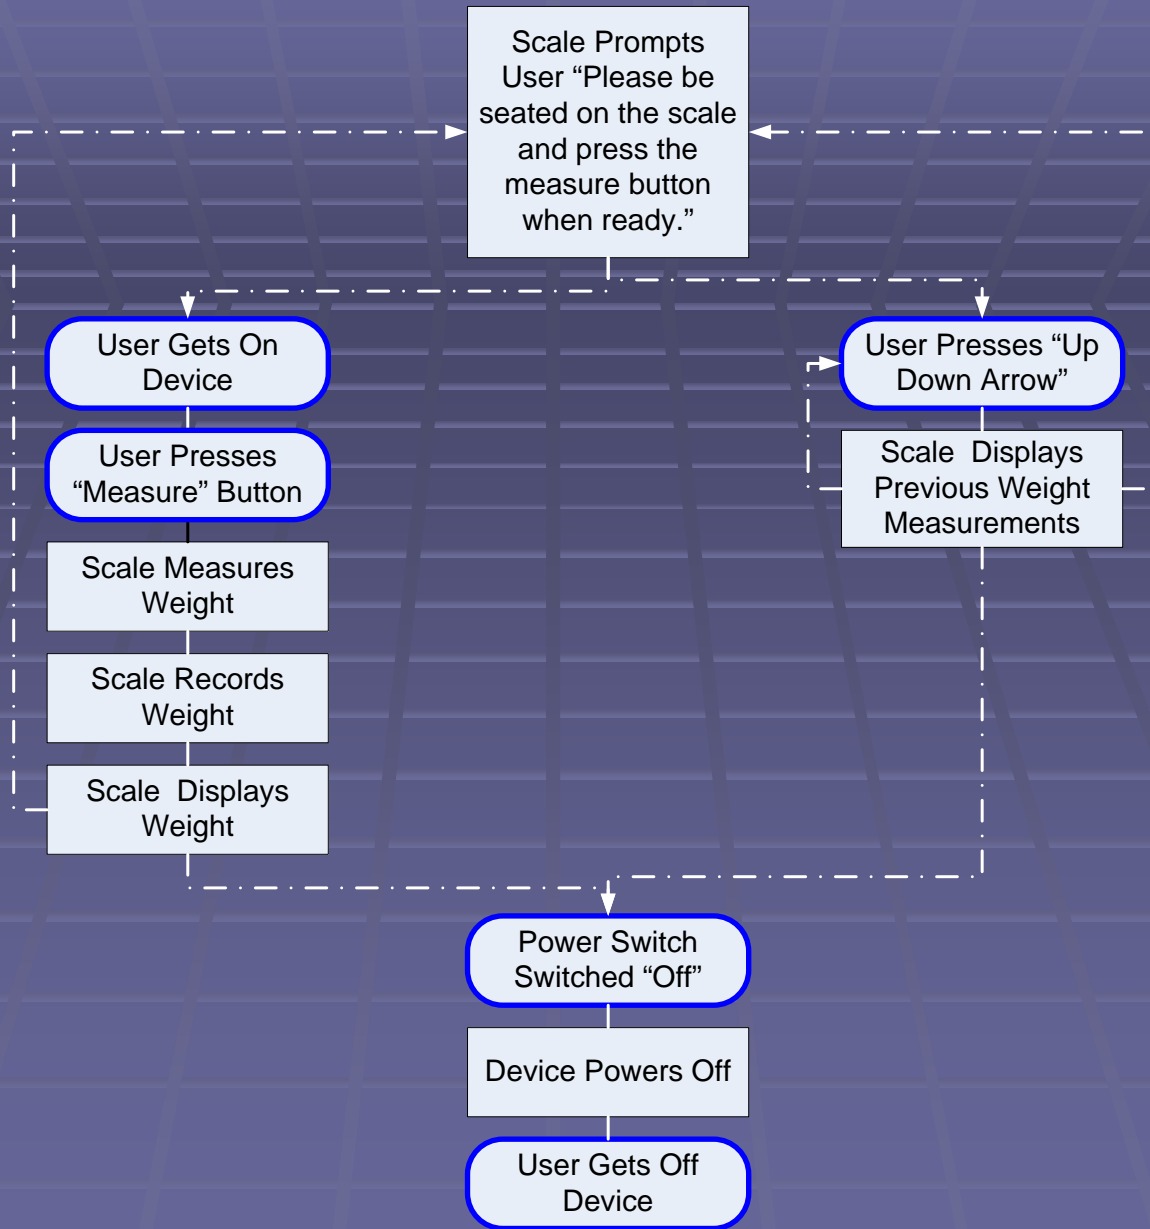 Scale Prompts
User “Please be
seated on the scale
and press the
measure button
when ready.”
User Gets On
Device
User Presses
“Measure” Button
Scale Measures
Weight
Scale Records
Weight
Scale  Displays
Weight
User Presses “Up
Down Arrow”
Scale  Displays
Previous Weight
Measurements
Power Switch
Switched “Off”
Device Powers Off
User Gets Off
Device